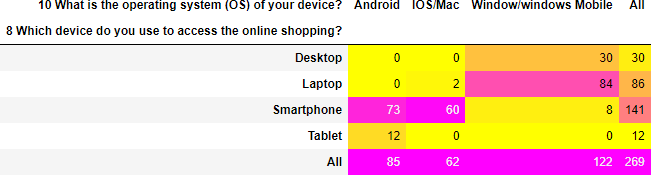 10 What is the operating system (OS) of your device? Android IOS/Mac Window/windows Mobile All
8 Which device do you use to access the online shopping?
Desktop 0 0 30 30
Laptop 0 2 84 86
Smartphone 73 60 8 141
Tablet 12 0 0 12
All 85 62 122 269